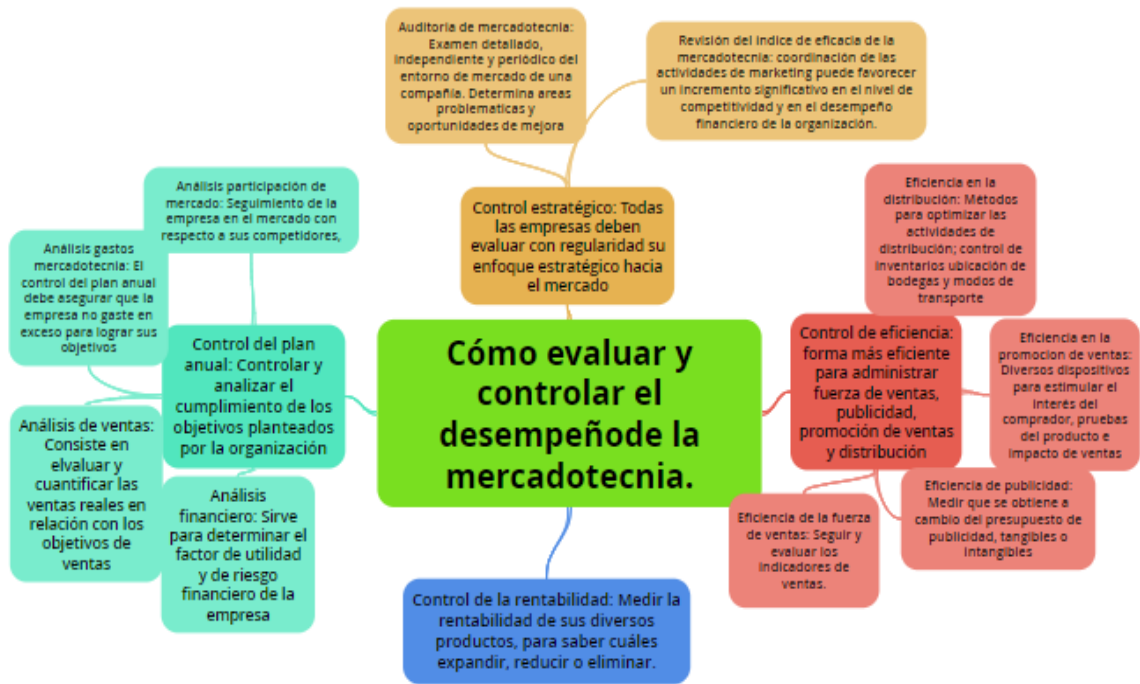 Auditoria de mercadotecnia:
Examen detallado,
independiente y periódico del
entorno de mercado de una
compañía. Determina areas
problematicas y
oportunidades de mejora
Revisión del indice de eficacia de la
mercadotecnia: coordinación de las
actividades de marketing puede favorecer
un incremento significativo en el nivel de
competitividad y en el desempeño
financiero de la organización.
Control estratégico: Todas
las empresas deben
evaluar con regularidad su
enfoque estratégico hacia
el mercado
Análisis participación de
mercado: Seguimiento de la
empresa en el mercado con
respecto a sus competidores,
Análisis gastos
mercadotecnia: El
control del plan anual
debe asegurar que la
empresa no gaste en
exceso para lograr sus
objetivos
Control del plan
anual: Controlar y
analizar el
cumplimiento de los
objetivos planteados
por la organización
Análisis de ventas:
Consiste en
elvaluar y
cuantificar las
ventas reales en
relación con los
objetivos de
ventas
Análisis
financiero: Sirve
para determinar el
factor de utilidad
y de riesgo
financiero de la
empresa
Cómo evaluar y
controlar el
desempeñode la
mercadotecnia.
Control de la rentabilidad: Medir la
rentabilidad de sus diversos
productos, para saber cuáles
expandir, reducir o eliminar.
Eficiencia en la
distribución: Métodos
para optimizar las
actividades de
distribución; control de
inventarios ubicación de
bodegas y modos de
transporte
Control de eficiencia:
forma más eficiente
para administrar
fuerza de ventas,
publicidad,
promoción de ventas
y distribución
Eficiencia en la
promocion de ventas:
Diversos dispositivos
para estimular el
interés del
comprador, pruebas
del producto e
impacto de ventas
Eficiencia de publicidad:
Medir que se obtiene a
cambio del presupuesto de
publicidad, tangibles o
intangibles
Eficiencia de la fuerza
de ventas: Seguir y
evaluar los
indicadores de
ventas.